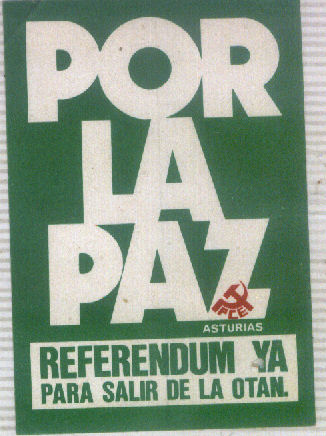 POR
LA
PAZ
PCE
ASTURIAS
REFERENDUM YA
PARA SALIR DE LA OTAN.